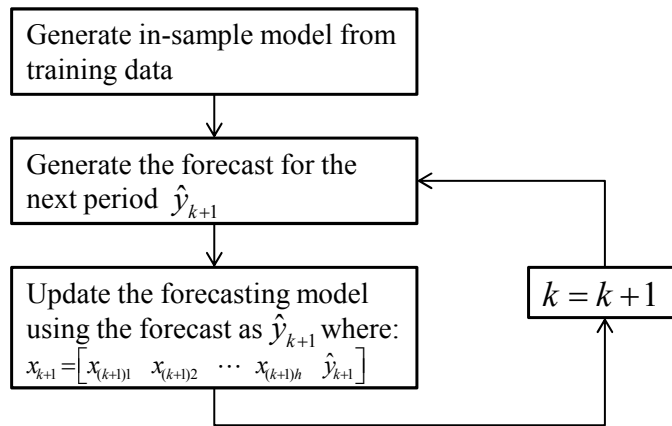 Generate in-sample model from
training data
Generate the forecast for the
next period ŷ_{k+1}
Update the forecasting model
using the forecast as ŷ_{k+1} where:
x_{k+1} = [x_{(k+1)1} x_{(k+1)2} ⋯ x_{(k+1)h} ŷ_{k+1}]
k = k + 1